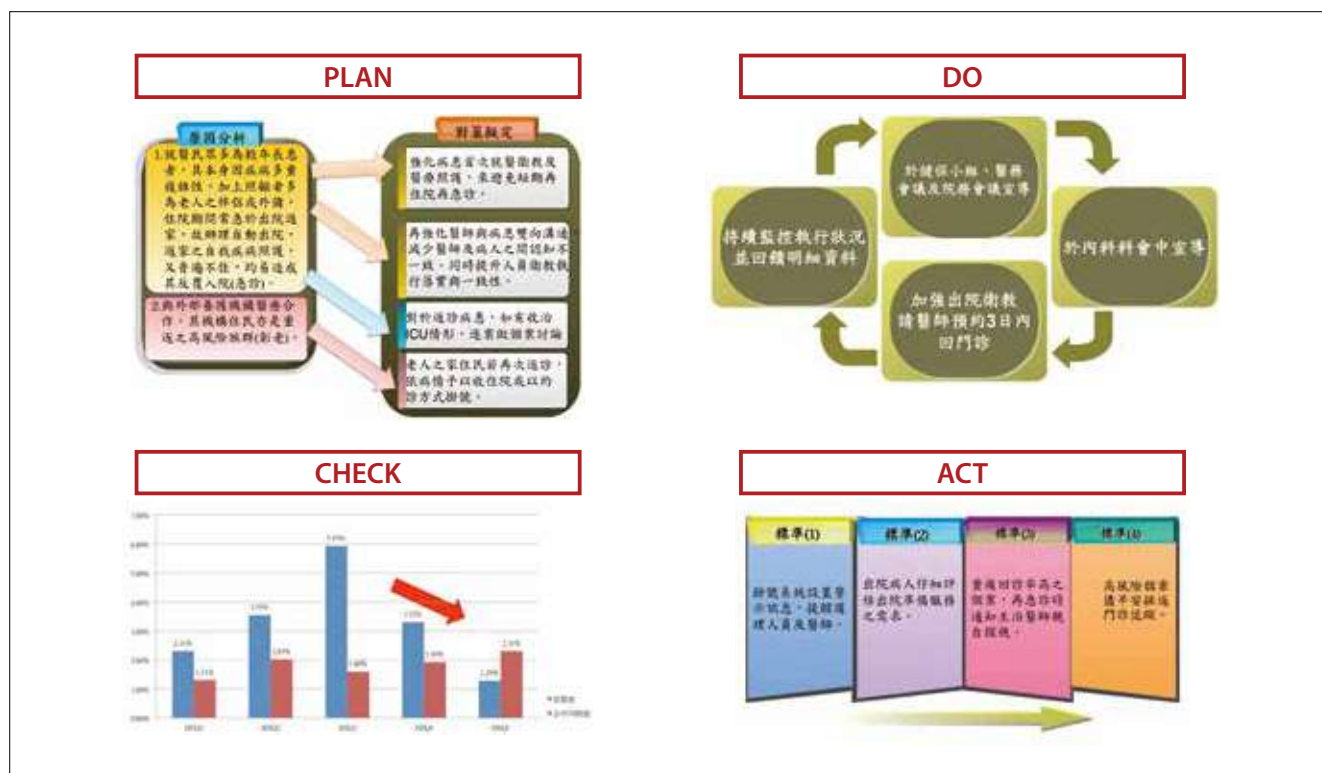 PLAN
原因分析
1.就醫民眾多為較年長患
者，其本身因疾病多重
複雜性，加上照顧者多
為老人之伴侶或外傭，
住院期間常急於出院返
家，故辦理自動出院，
返家之自我疾病照護，
又普遍不佳，均易造成
其反覆入院(急診)。
2.與外部養護機構醫療合
作，其機構住民亦是重
返之高風險族群(彰老)。
對策擬定
強化病患首次就醫衛教及
醫療照護，來避免短期再
住院再急診。
再強化醫師與病患雙向溝通
減少醫師及病人之間認知不
一致，同時提升人員衛教執
行落實與一致性。
對於返診病患，如有收治
ICU情形，逐案做個案討論
老人之家住民若再次返診，
依病情予以收住院或以約
診方式掛號。
DO
於健保小組、醫務
會議及院務會議宣導
於內科科會中宣導
加強出院衛教
請醫師預約3日內
回門診
持續監控執行狀況
並回饋明細資料
CHECK
ACT
標準(1)
掛號系統設置警
示訊息，提醒護
理人員及醫師。
標準(2)
出院病人仔細評
估出院準備服務
之需求。
標準(3)
重複回診率高之
個案，再急診時
通知主治醫師親
自探視。
標準(4)
高風險個案
儘早安排返
門診追蹤。